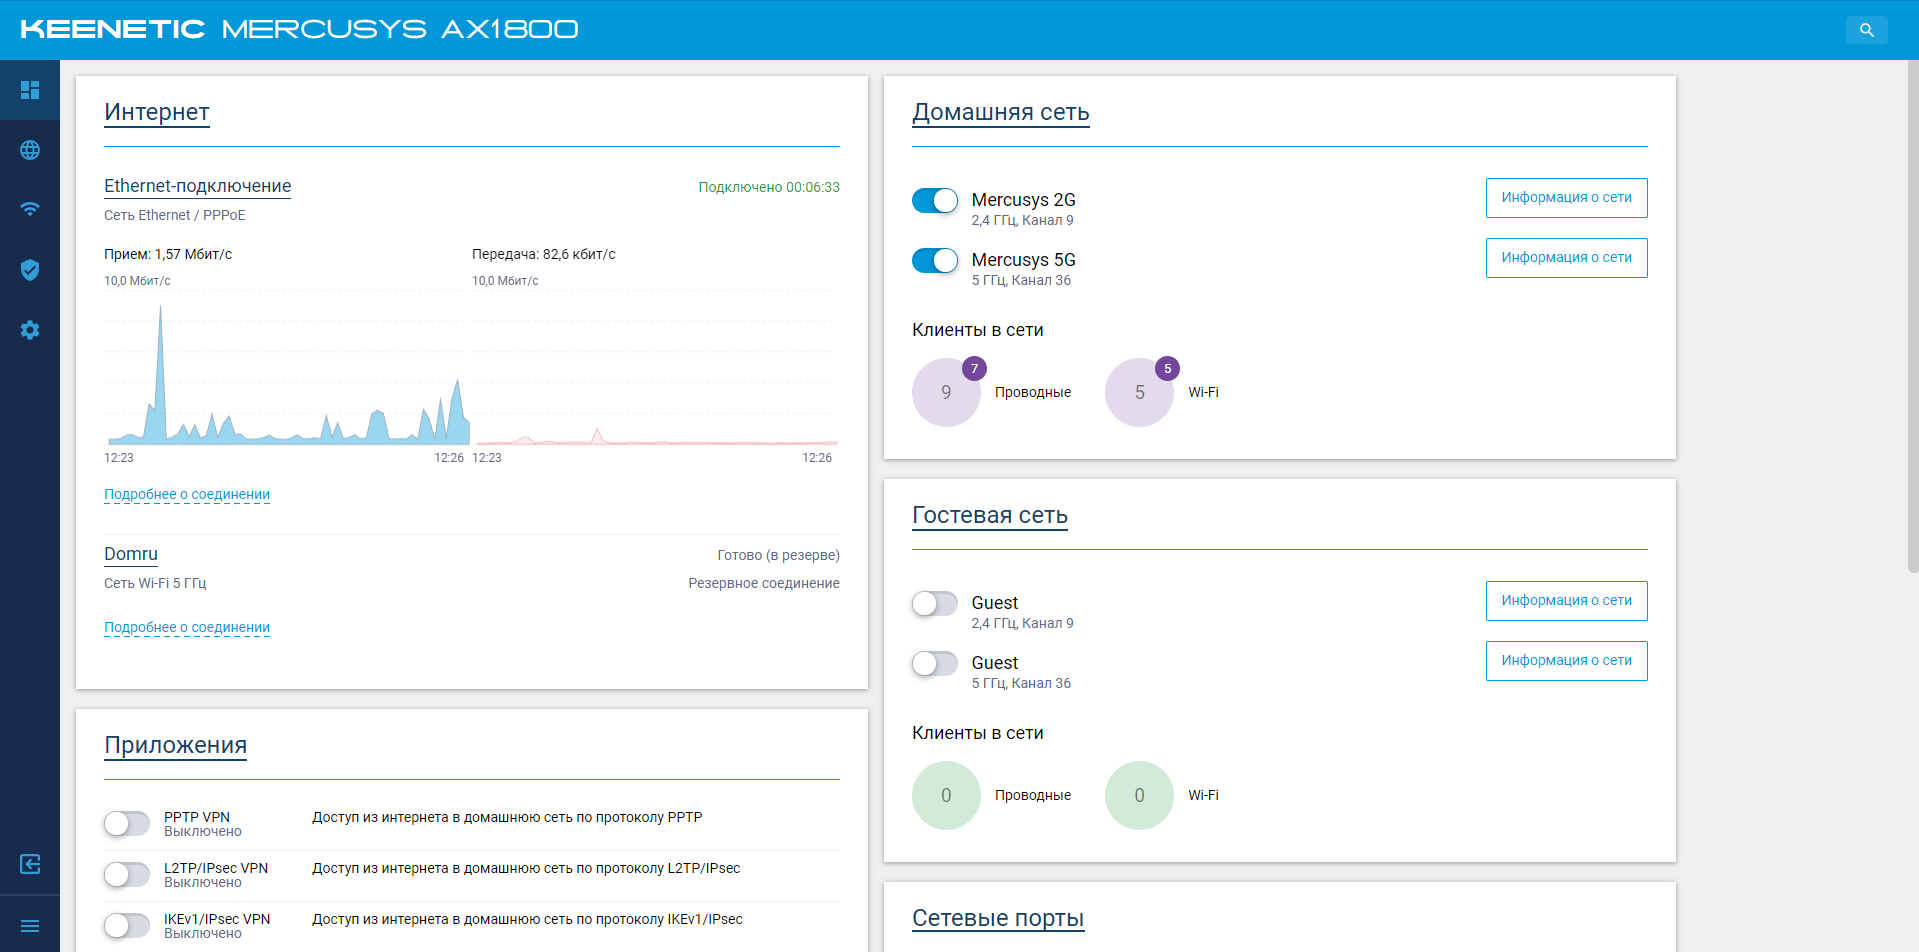 KEENETIC MERCUSYS AX1800
Интернет
Ethernet-подключение
Подключено 00:06:33
Сеть Ethernet / PPPoE
Прием: 1,57 Мбит/с
Передача: 82,6 кбит/с
10,0 Мбит/с
10,0 Мбит/с
12:23
12:26
12:23
12:26
Подробнее о соединении
Domru
Готово (в резерве)
Сеть Wi-Fi 5 ГГц
Резервное соединение
Подробнее о соединении
Приложения
PPTP VPN
Выключено
Доступ из интернета в домашнюю сеть по протоколу PPTP
L2TP/IPsec VPN
Выключено
Доступ из интернета в домашнюю сеть по протоколу L2TP/IPsec
IKEv1/IPsec VPN
Выключено
Доступ из интернета в домашнюю сеть по протоколу IKEv1/IPsec
Домашняя сеть
Mercusys 2G
2,4 ГГц, Канал 9
Информация о сети
Mercusys 5G
5 ГГц, Канал 36
Информация о сети
Клиенты в сети
9
7
Проводные
5
5
Wi-Fi
Гостевая сеть
Guest
2,4 ГГц, Канал 9
Информация о сети
Guest
5 ГГц, Канал 36
Информация о сети
Клиенты в сети
0
Проводные
0
Wi-Fi
Сетевые порты